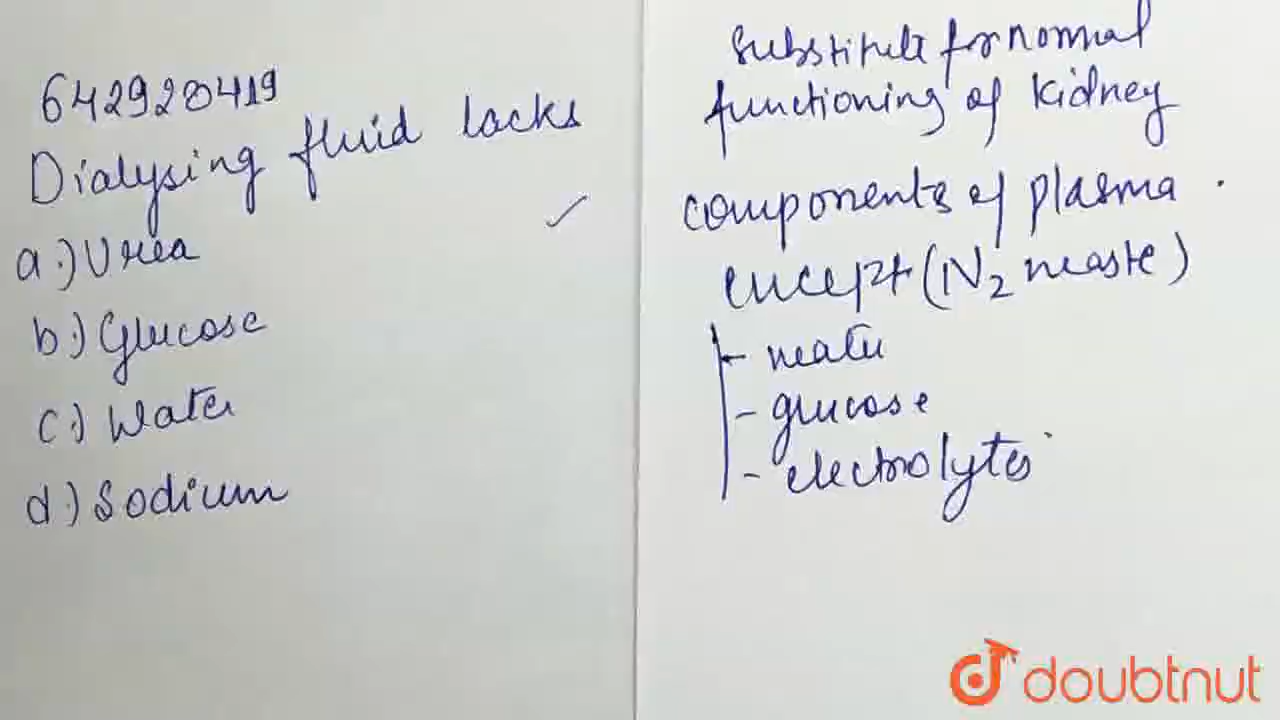 642920419
Dialysing fluid lacks
a.) Urea
b.) Glucose
c.) Water
d.) Sodium
Substitute for normal
functioning of kidney
components of plasma.
except (N2 waste)
- water
- glucose
- electrolytes
doubtnut